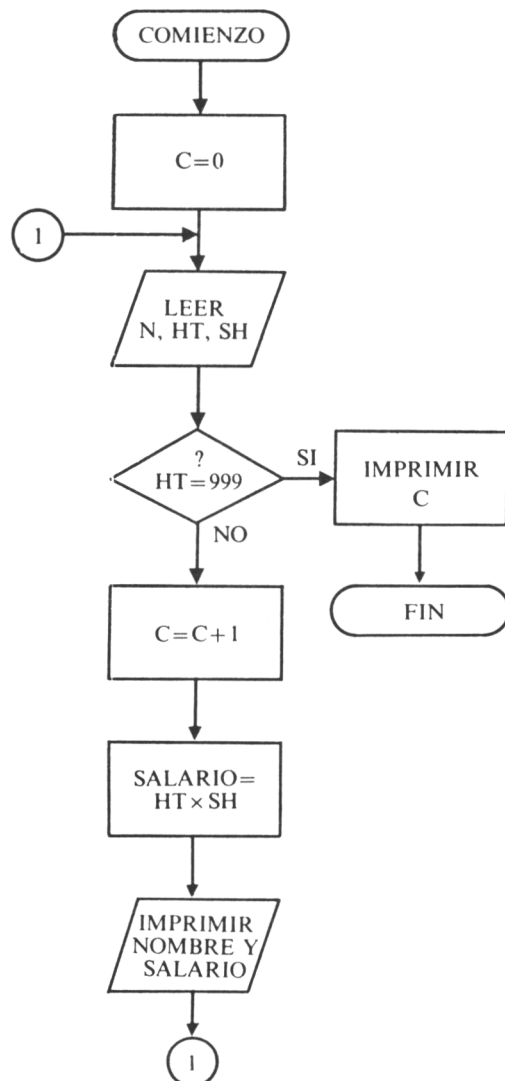 COMIENZO
C=0
1
LEER
N, HT, SH
?
HT=999
SI
IMPRIMIR
C
NO
FIN
C=C+1
SALARIO=
HT×SH
IMPRIMIR
NOMBRE Y
SALARIO
1